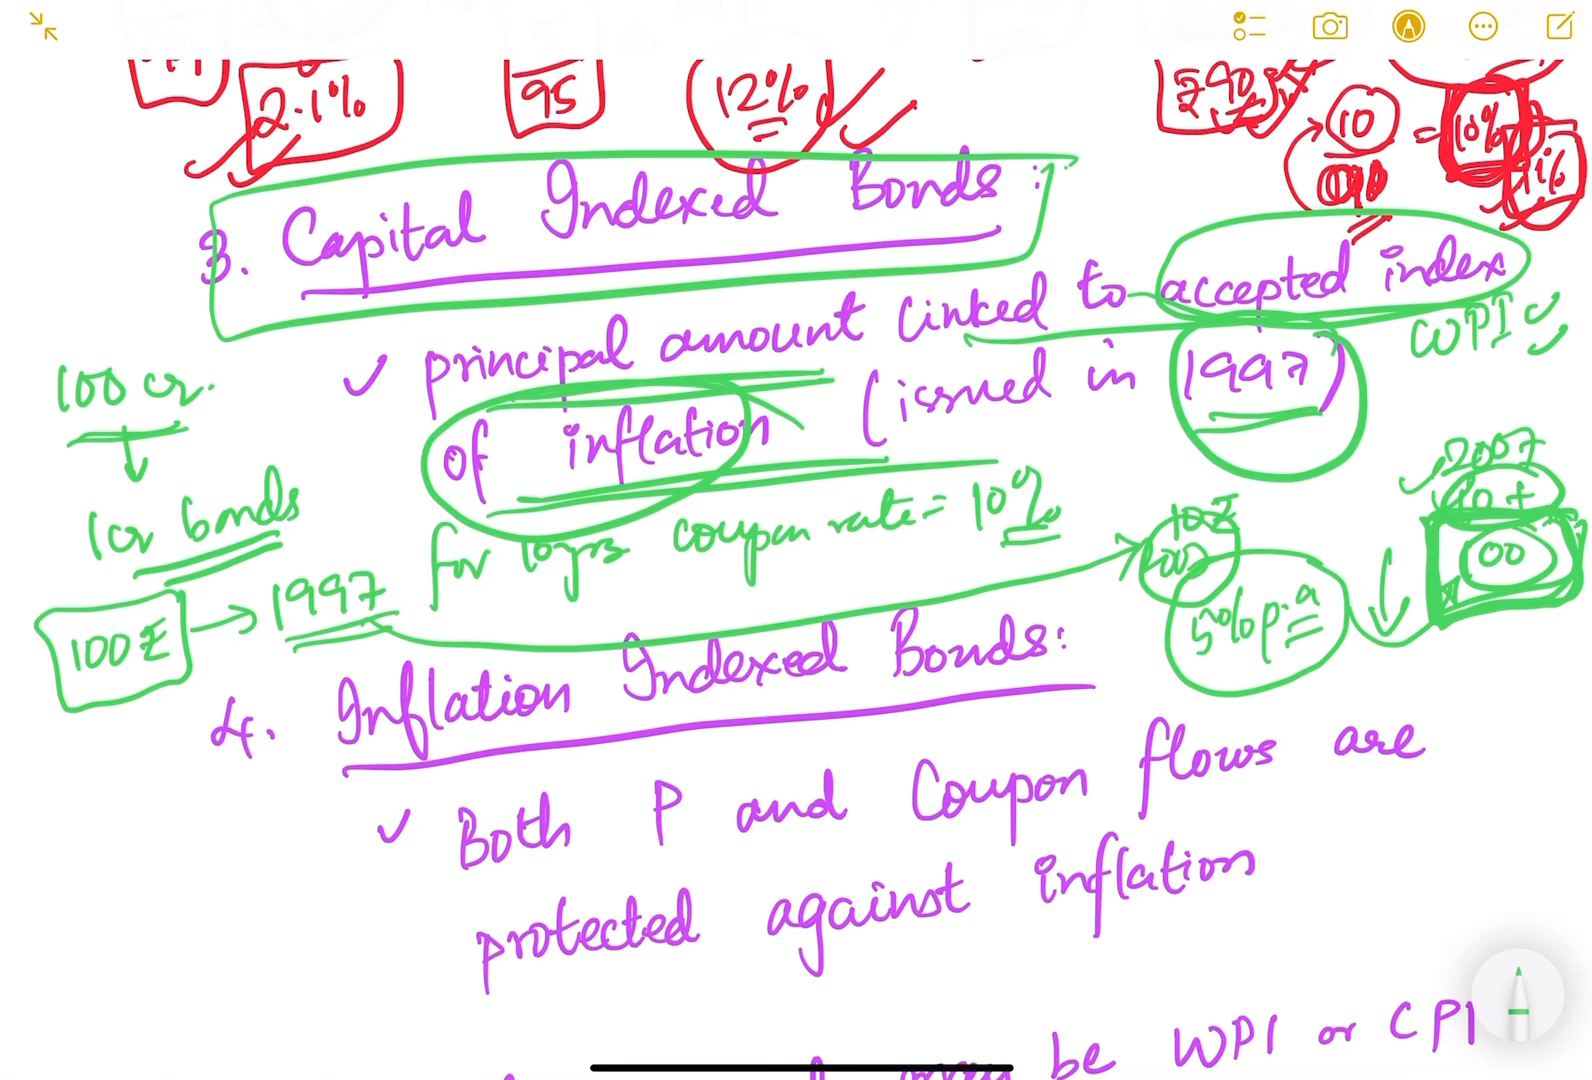 2.1%
95
12%
₹90
10 = 10%
3. Capital Indexed Bonds :
✓ principal amount linked to accepted index
WPI ✓
of inflation (issued in 1997)
100 cr.
1cr bonds
for 10yrs coupon rate = 10%
2007
10 +
100 ₹ → 1997
5% p.a
4. Inflation Indexed Bonds:
✓ Both P and Coupon flows are
protected against inflation
be WPI or CPI